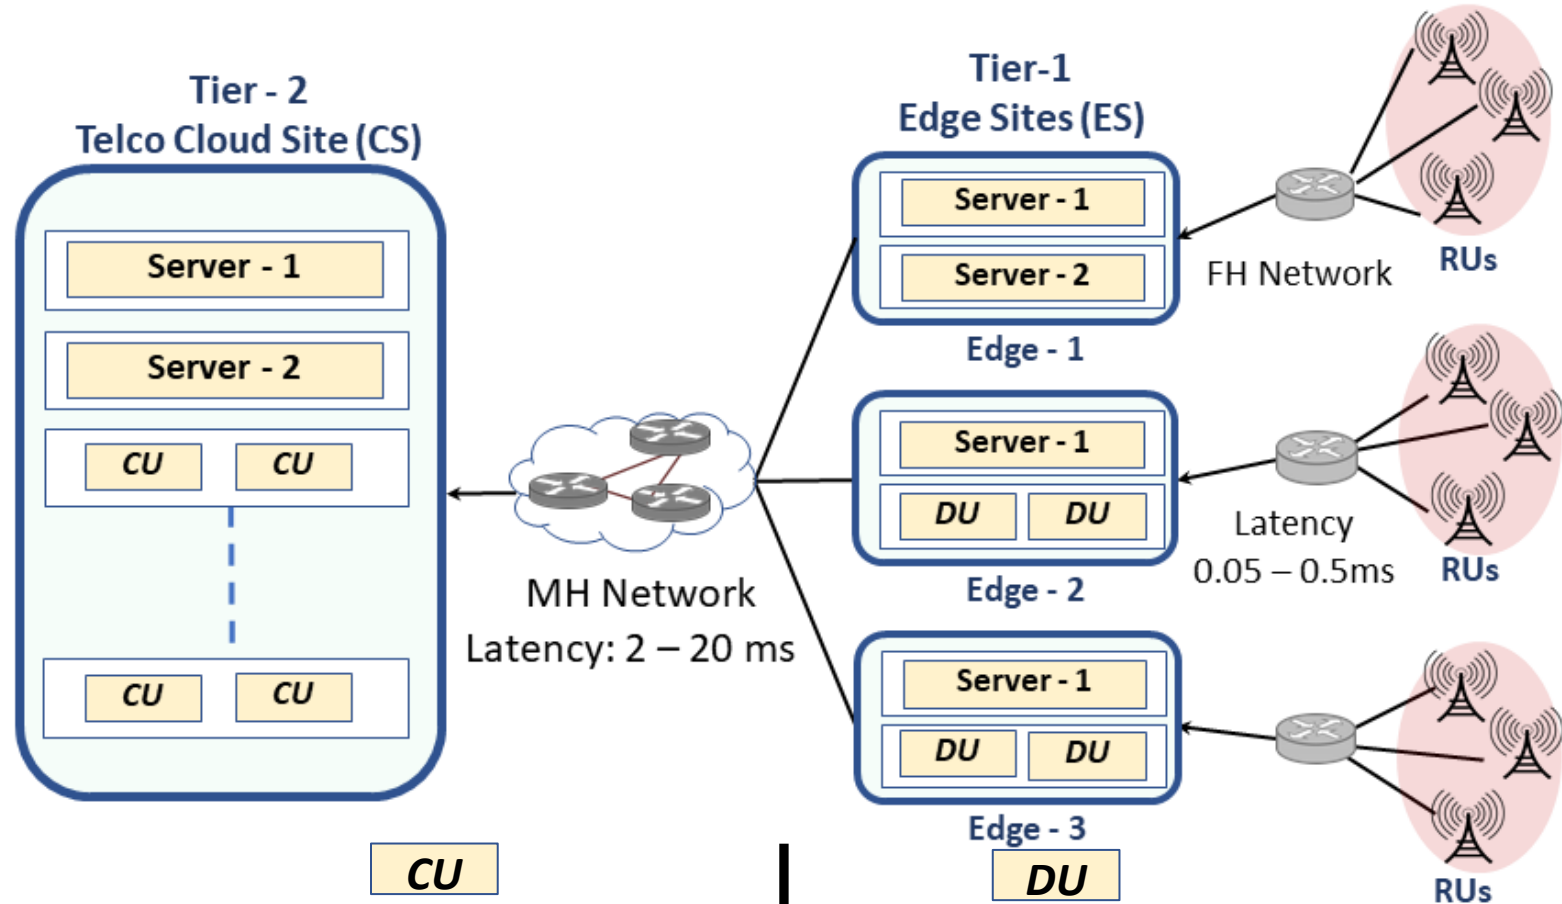 Tier - 2
Telco Cloud Site (CS)
Server - 1
Server - 2
CU CU
CU CU
MH Network
Latency: 2 – 20 ms
Tier-1
Edge Sites (ES)
Server - 1
Server - 2
Edge - 1
Server - 1
DU DU
Edge - 2
Server - 1
DU DU
Edge - 3
FH Network
RUs
Latency
0.05 – 0.5ms
RUs
RUs
CU
DU